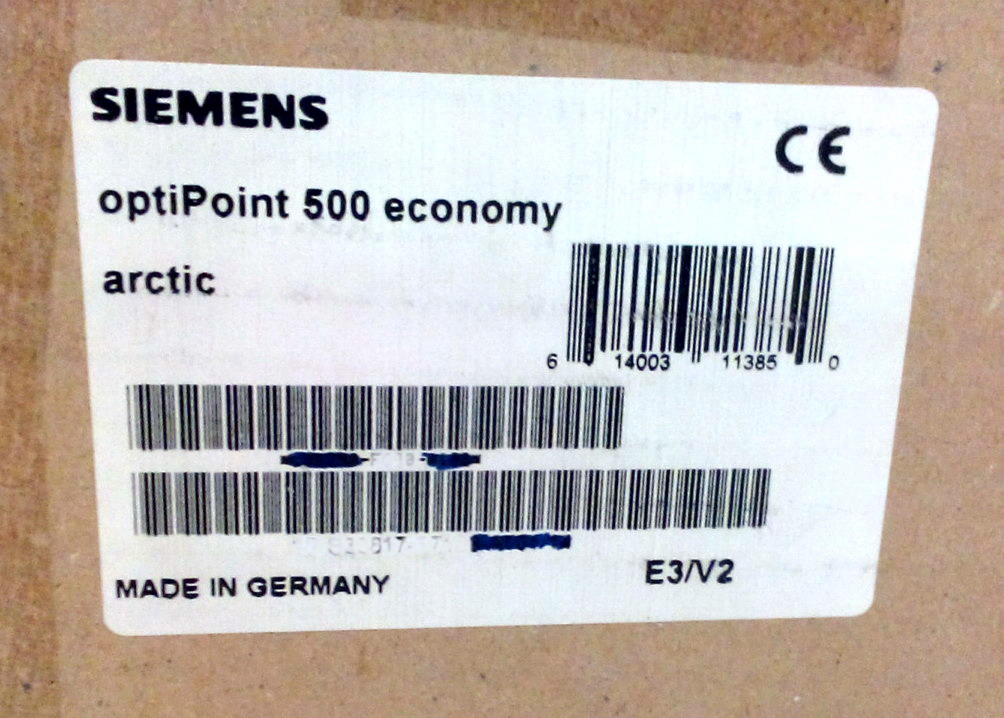 SIEMENS
CE
optiPoint 500 economy
arctic
6 14003 11385 0
MADE IN GERMANY
E3/V2